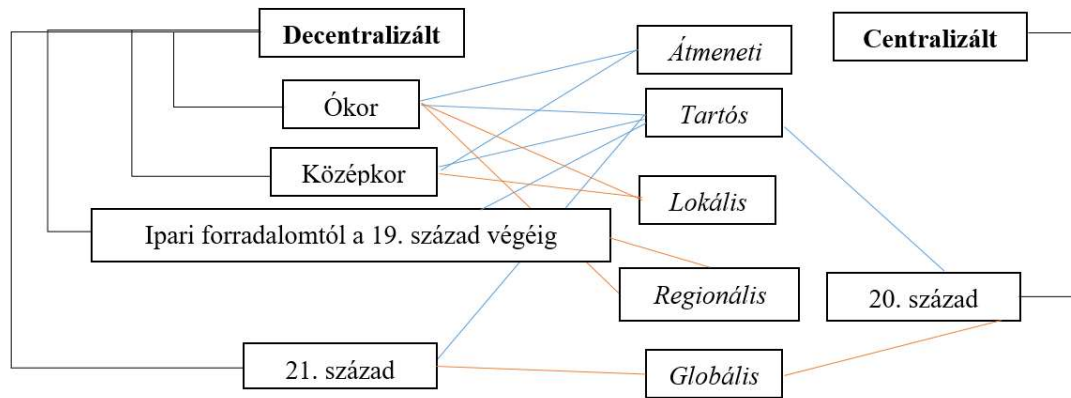 Decentralizált
Átmeneti
Centralizált
Ókor
Tartós
Középkor
Lokális
Ipari forradalomtól a 19. század végéig
Regionális
20. század
21. század
Globális